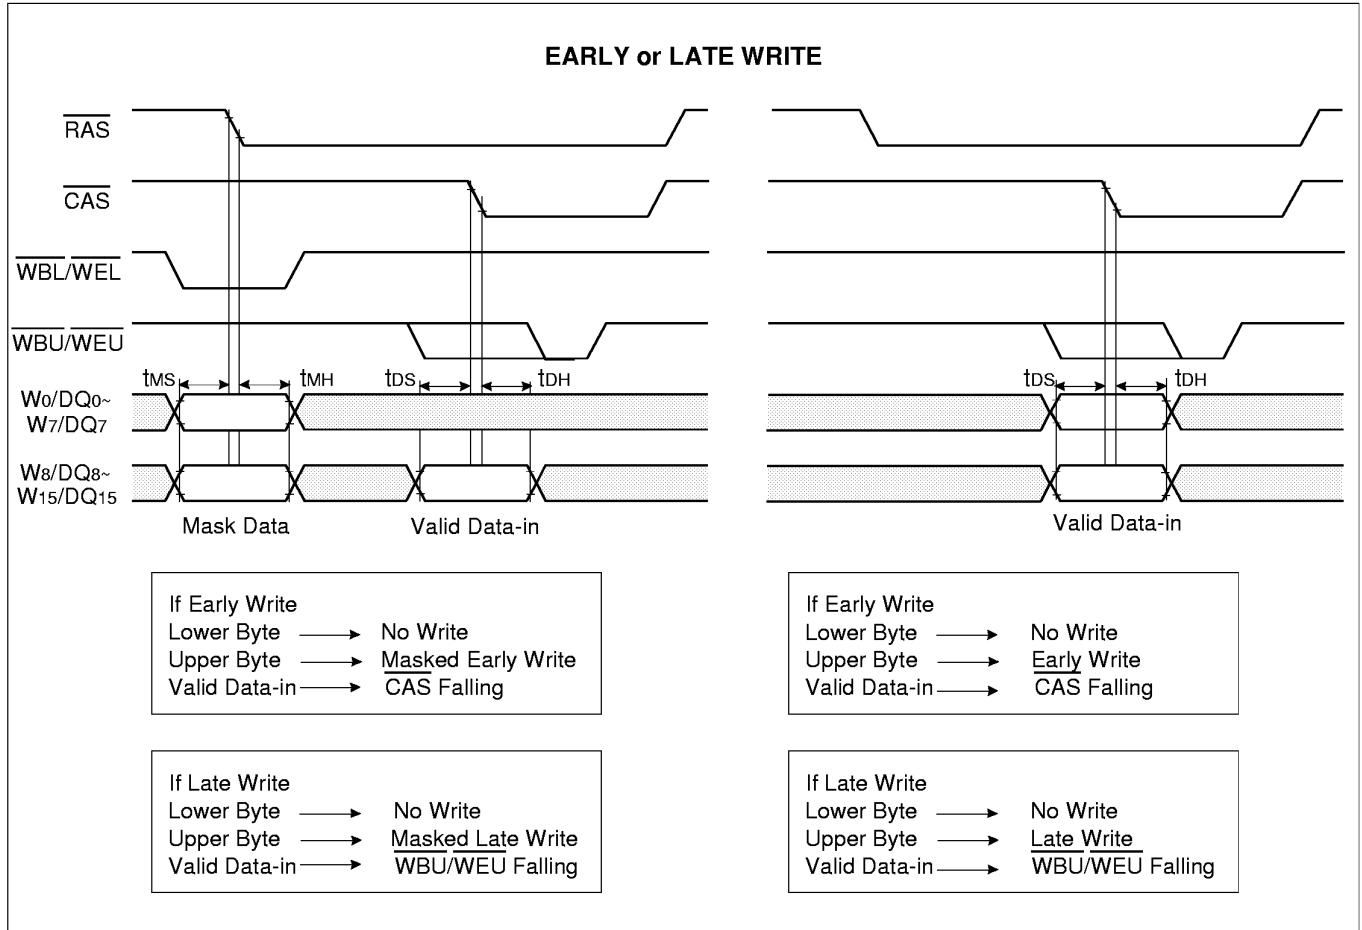 EARLY or LATE WRITE
RAS
CAS
WBL/WEL
WBU/WEU
tMS tMH tDS tDH tDS tDH
W0/DQ0~
W7/DQ7
W8/DQ8~
W15/DQ15
Mask Data Valid Data-in Valid Data-in
If Early Write
Lower Byte No Write
Upper Byte Masked Early Write
Valid Data-in CAS Falling
If Early Write
Lower Byte No Write
Upper Byte Early Write
Valid Data-in CAS Falling
If Late Write
Lower Byte No Write
Upper Byte Masked Late Write
Valid Data-in WBU/WEU Falling
If Late Write
Lower Byte No Write
Upper Byte Late Write
Valid Data-in WBU/WEU Falling